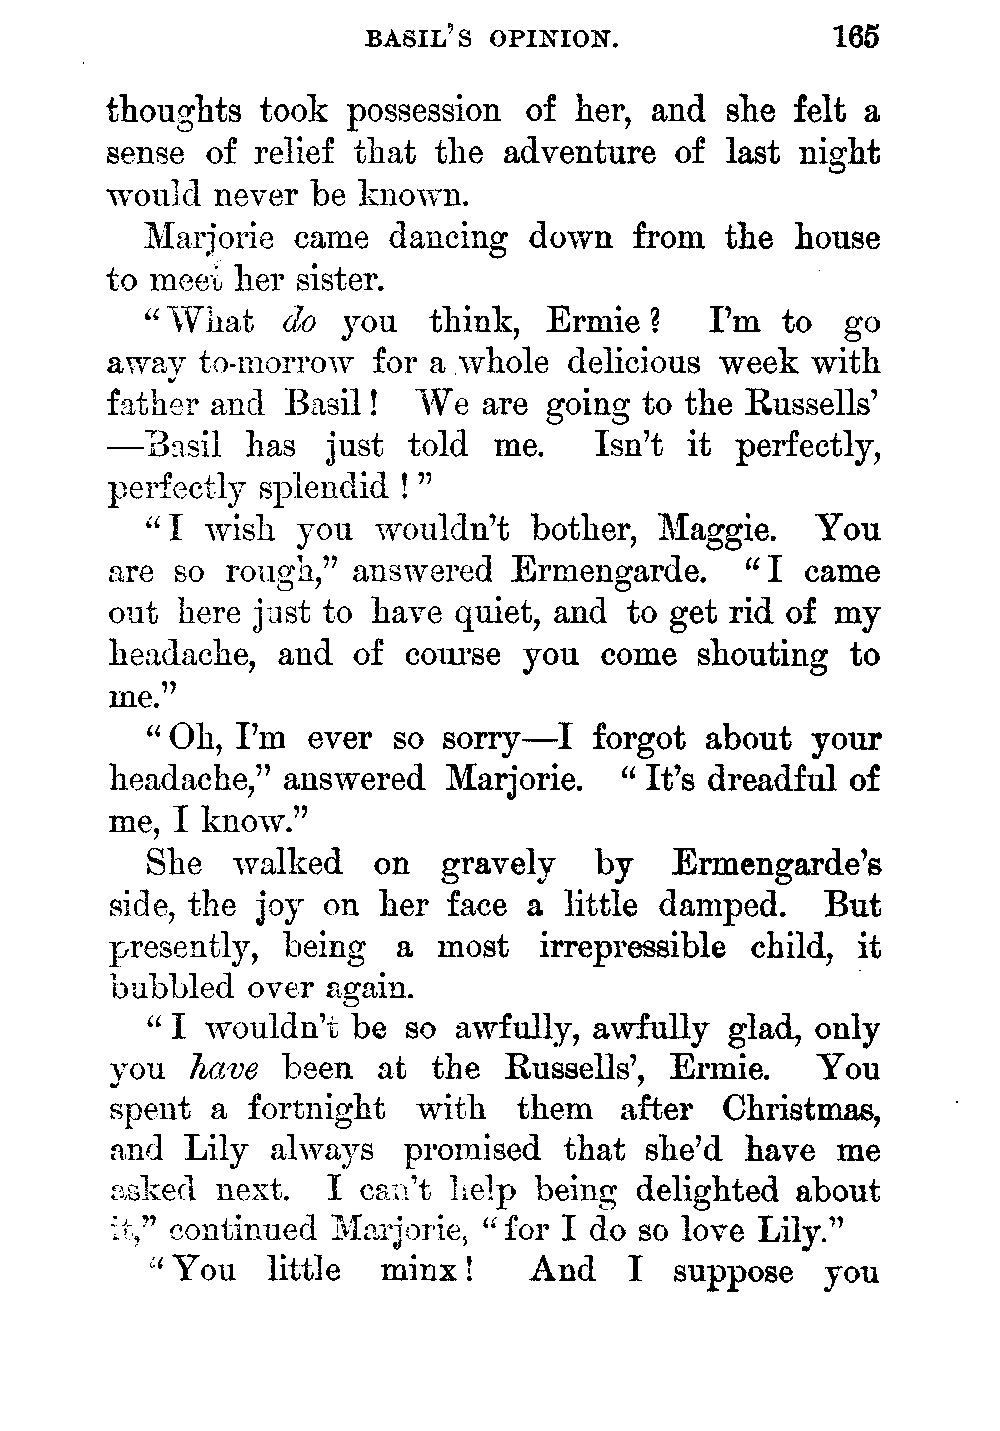 BASIL'S OPINION. 165
thoughts took possession of her, and she felt a
sense of relief that the adventure of last night
would never be known.
Marjorie came dancing down from the house
to meet her sister.
“What do you think, Ermie? I'm to go
away to-morrow for a whole delicious week with
father and Basil! We are going to the Russells'
—Basil has just told me. Isn't it perfectly,
perfectly splendid!”
“I wish you wouldn't bother, Maggie. You
are so rough,” answered Ermengarde. “I came
out here just to have quiet, and to get rid of my
headache, and of course you come shouting to
me.”
“Oh, I'm ever so sorry—I forgot about your
headache,” answered Marjorie. “It's dreadful of
me, I know.”
She walked on gravely by Ermengarde's
side, the joy on her face a little damped. But
presently, being a most irrepressible child, it
bubbled over again.
“I wouldn't be so awfully, awfully glad, only
you have been at the Russells', Ermie. You
spent a fortnight with them after Christmas,
and Lily always promised that she'd have me
asked next. I can't help being delighted about
it,” continued Marjorie, “for I do so love Lily.”
“You little minx! And I suppose you